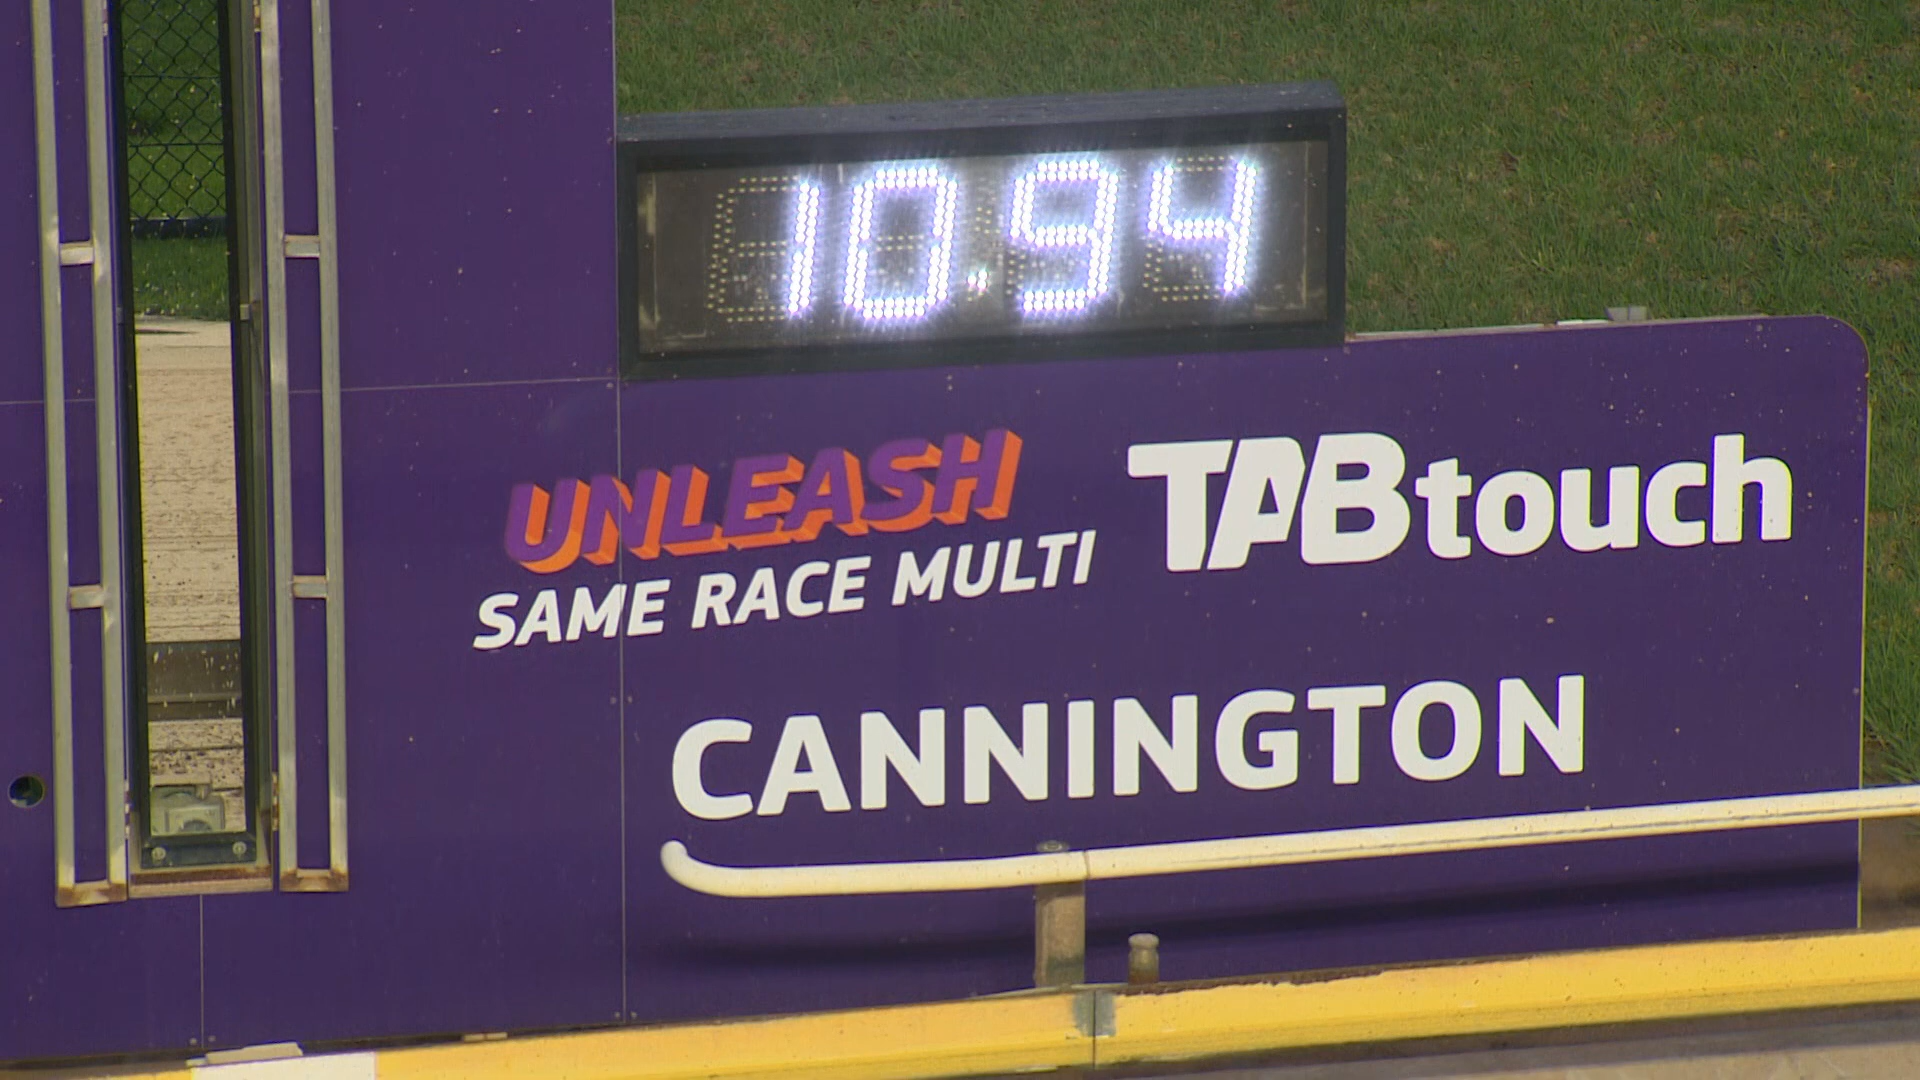 10.94
UNLEASH
SAME RACE MULTI
TABtouch
CANNINGTON